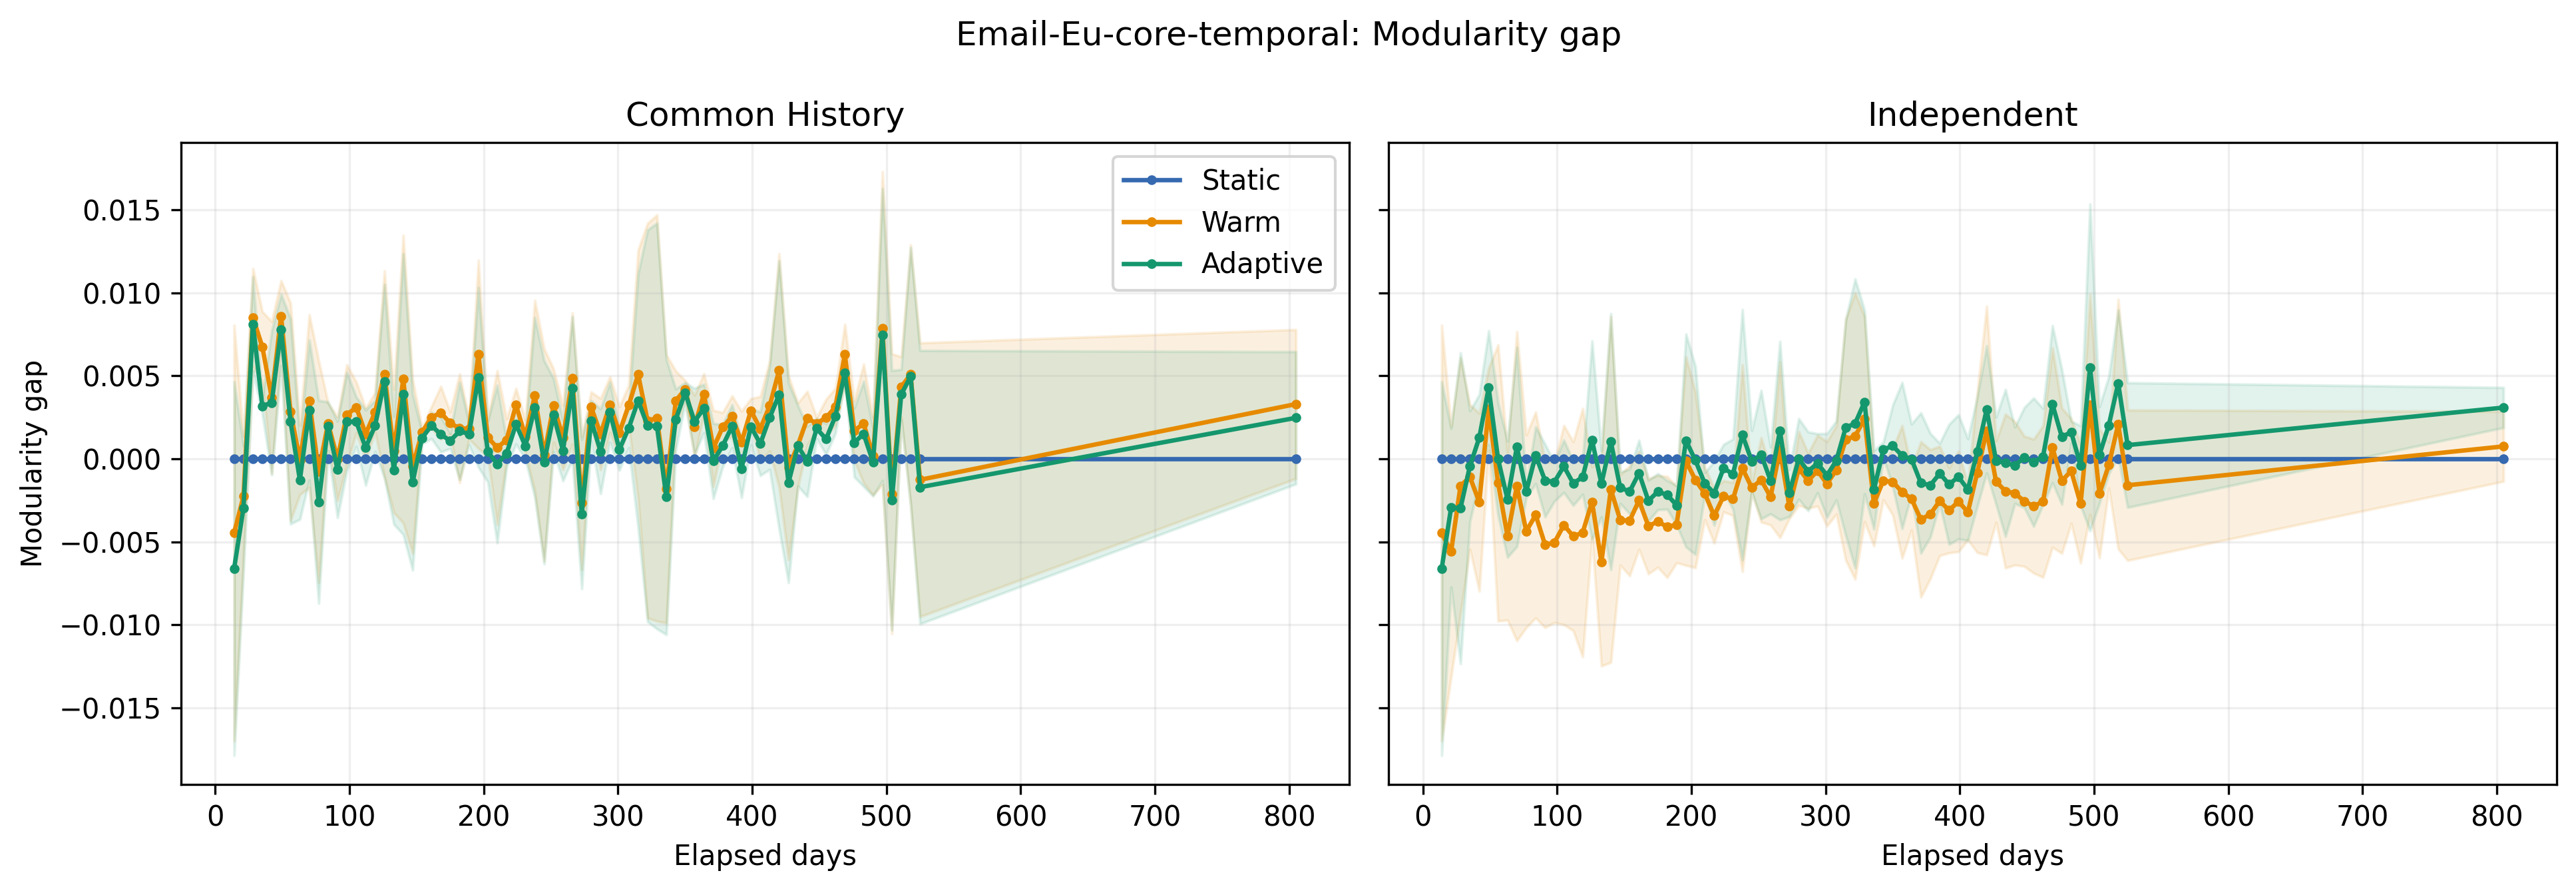 Email-Eu-core-temporal: Modularity gap
Common History
Independent
Static
Warm
Adaptive
Modularity gap
0.015
0.010
0.005
0.000
−0.005
−0.010
−0.015
0 100 200 300 400 500 600 700 800
0 100 200 300 400 500 600 700 800
Elapsed days
Elapsed days